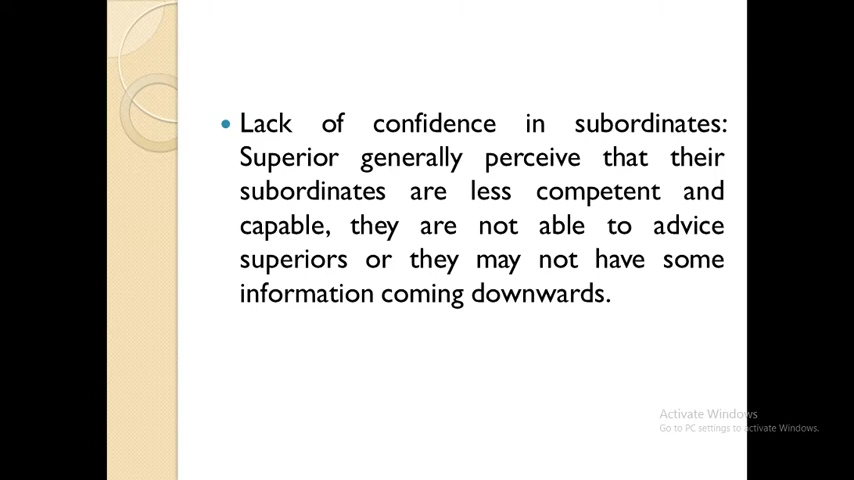 Lack of confidence in subordinates:
Superior generally perceive that their
subordinates are less competent and
capable, they are not able to advice
superiors or they may not have some
information coming downwards.
Activate Windows
Go to PC settings to activate Windows.